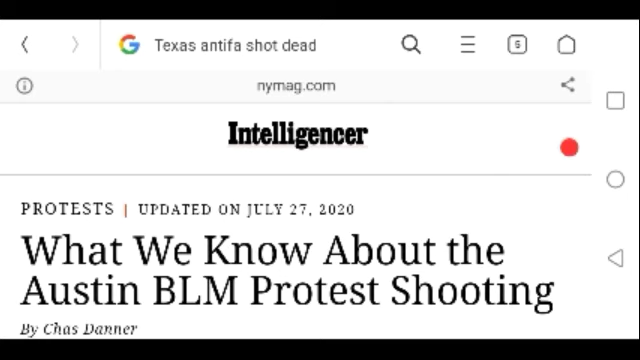 Texas antifa shot dead
5
nymag.com
Intelligencer
PROTESTS | UPDATED ON JULY 27, 2020
What We Know About the
Austin BLM Protest Shooting
By Chas Danner